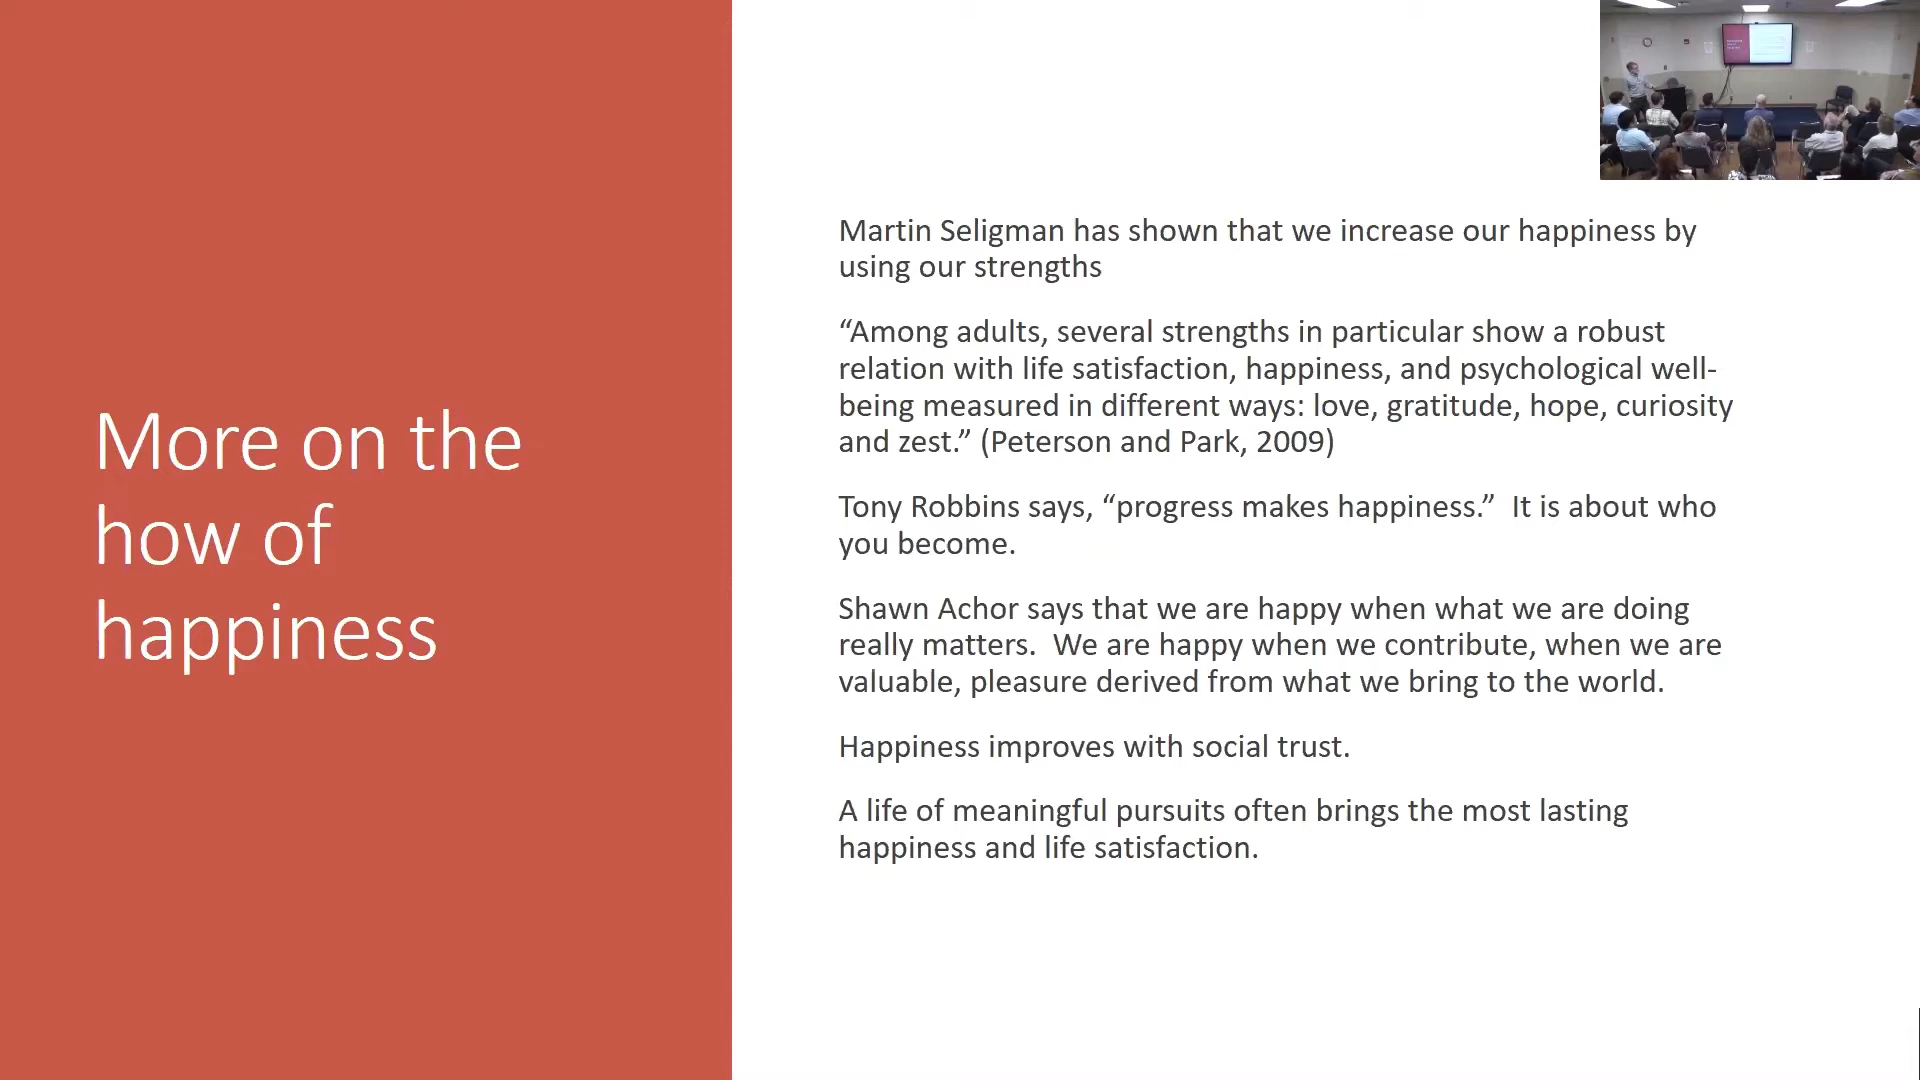 More on the
how of
happiness
Martin Seligman has shown that we increase our happiness by
using our strengths
“Among adults, several strengths in particular show a robust
relation with life satisfaction, happiness, and psychological well-
being measured in different ways: love, gratitude, hope, curiosity
and zest.” (Peterson and Park, 2009)
Tony Robbins says, “progress makes happiness.”  It is about who
you become.
Shawn Achor says that we are happy when what we are doing
really matters.  We are happy when we contribute, when we are
valuable, pleasure derived from what we bring to the world.
Happiness improves with social trust.
A life of meaningful pursuits often brings the most lasting
happiness and life satisfaction.